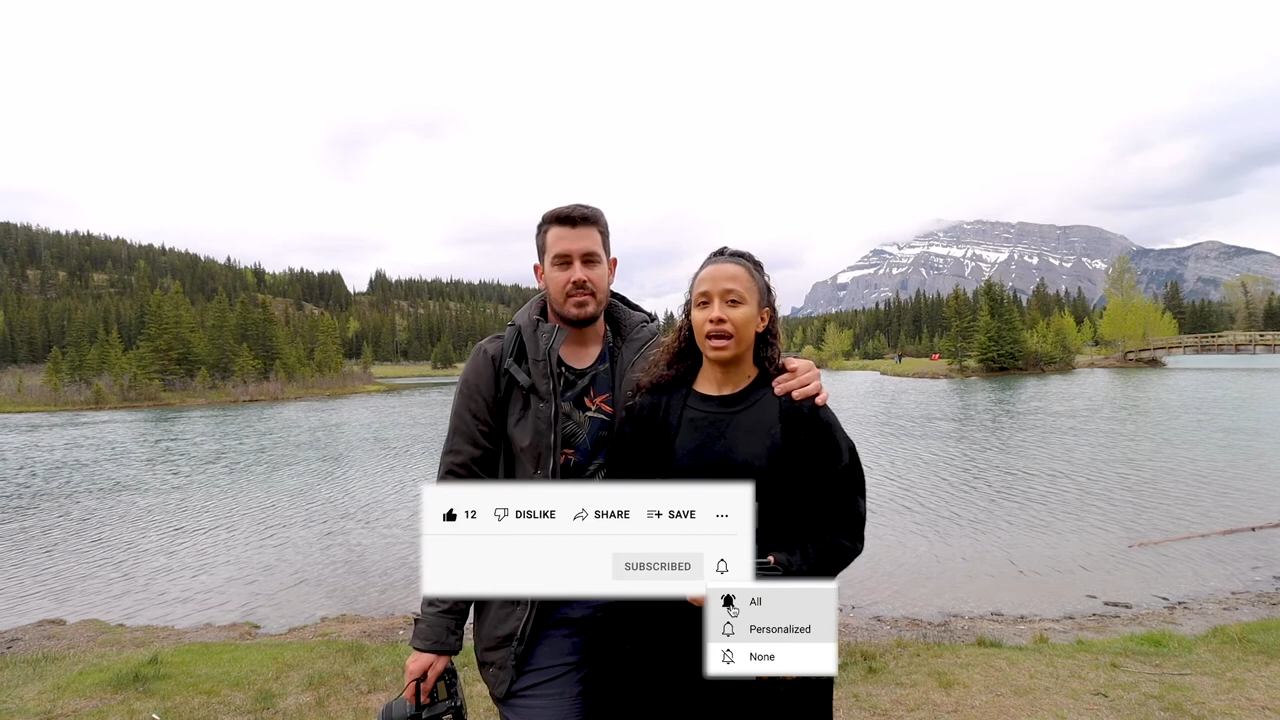 12 DISLIKE SHARE SAVE ...
SUBSCRIBED
All
Personalized
None